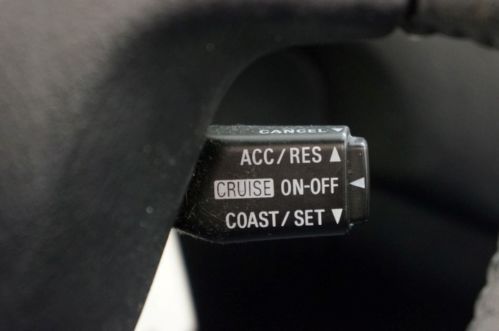 CANCEL ▼
ACC/RES ▲
CRUISE ON-OFF ◀
COAST/SET ▼